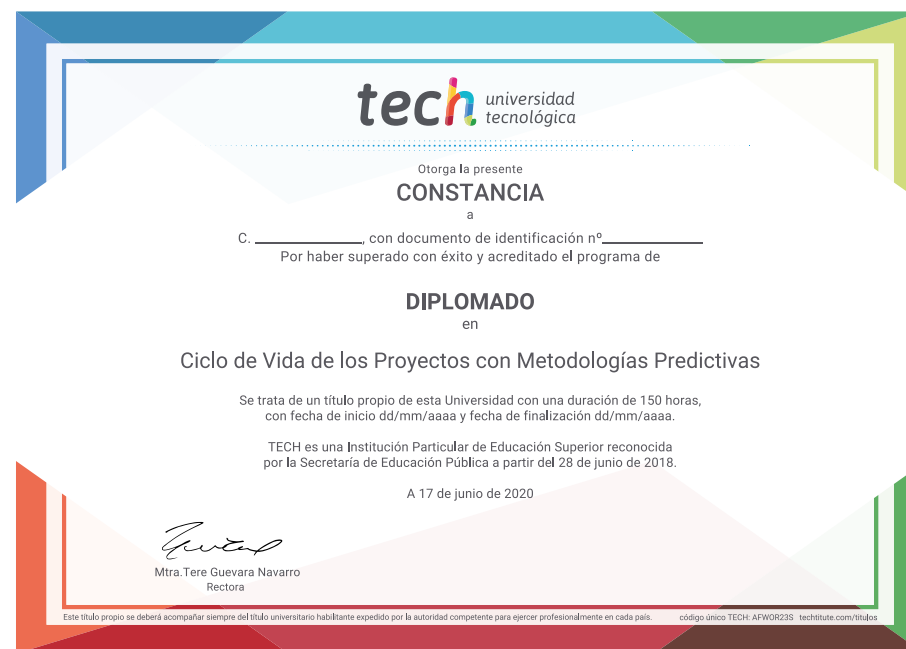 tech universidad
tecnológica
Otorga la presente
CONSTANCIA
a
C. ____________, con documento de identificación nº____________
Por haber superado con éxito y acreditado el programa de
DIPLOMADO
en
Ciclo de Vida de los Proyectos con Metodologías Predictivas
Se trata de un título propio de esta Universidad con una duración de 150 horas,
con fecha de inicio dd/mm/aaaa y fecha de finalización dd/mm/aaaa.
TECH es una Institución Particular de Educación Superior reconocida
por la Secretaría de Educación Pública a partir del 28 de junio de 2018.
A 17 de junio de 2020
Mtra.Tere Guevara Navarro
Rectora
Este título propio se deberá acompañar siempre del título universitario habilitante expedido por la autoridad competente para ejercer profesionalmente en cada país. código único TECH: AFWOR23S techtitute.com/titulos